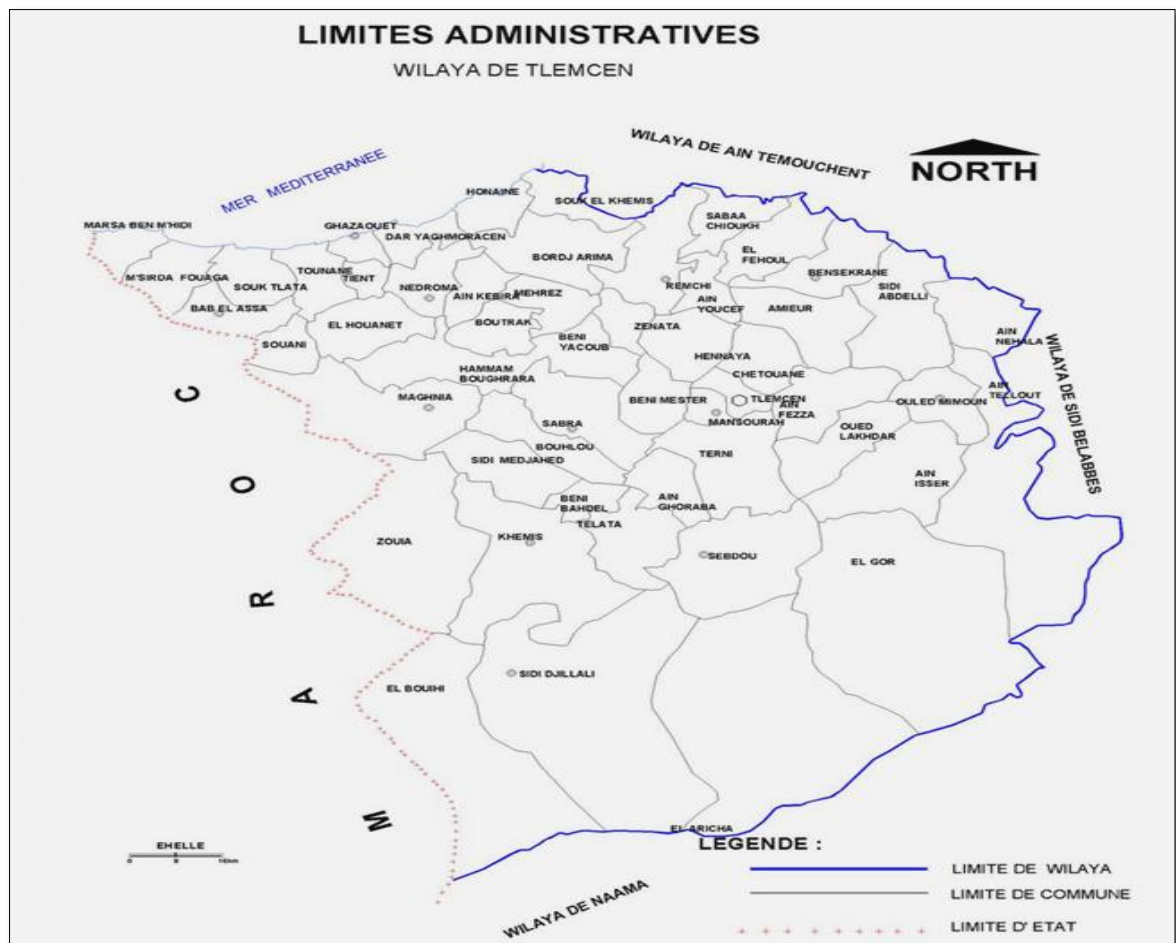 LIMITES ADMINISTRATIVES
WILAYA DE TLEMCEN
WILAYA DE AIN TEMOUCHENT
NORTH
MER MEDITERRANEE
HONAINE
SOUK EL KHEMIS
MARSA BEN M'HIDI
GHAZAOUET
DAR YAGHMORACEN
SABAA
CHIOUKH
M'SIRDA FOUAGA
SOUK TLATA
TOUNANE
TIENT
BORDJ ARIMA
EL
FEHOUL
BAB EL ASSA
NEDROMA
AIN KEBIRA
MEHREZ
REMCHI
BENSEKRANE
SIDI
ABDELLI
AIN
YOUCEF
AMIEUR
SOUANI
EL HOUANET
BOUTRAK
BENI
YACOUB
ZENATA
AIN
NEHALA
WILAYA DE SIDI BELABBES
HENNAYA
HAMMAM
BOUGHRARA
CHETOUANE
MAGHNIA
BENI MESTER
TLEMCEN
MANSOURAH
AIN
FEZZA
OULED MIMOUN
AIN
TELLOUT
SABRA
BOUHLOU
SIDI MEDJAHED
TERNI
OUED
LAKHDAR
AIN
ISSER
BENI
BAHDEL
TELATA
AIN
GHORABA
ZOUIA
KHEMIS
SEBDOU
EL GOR
SIDI DJILLALI
EL BOUIHI
M A R O C
EL ARICHA
WILAYA DE NAAMA
EHELLE
LEGENDE :
LIMITE DE WILAYA
LIMITE DE COMMUNE
LIMITE D' ETAT